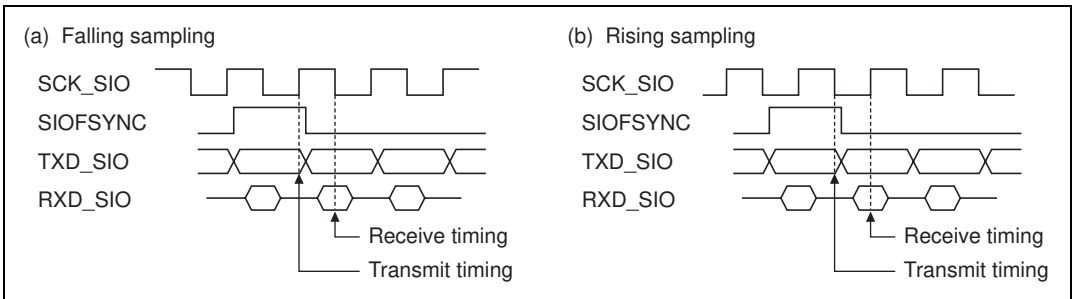 (a) Falling sampling
SCK_SIO
SIOFSYNC
TXD_SIO
RXD_SIO
Receive timing
Transmit timing
(b) Rising sampling
SCK_SIO
SIOFSYNC
TXD_SIO
RXD_SIO
Receive timing
Transmit timing